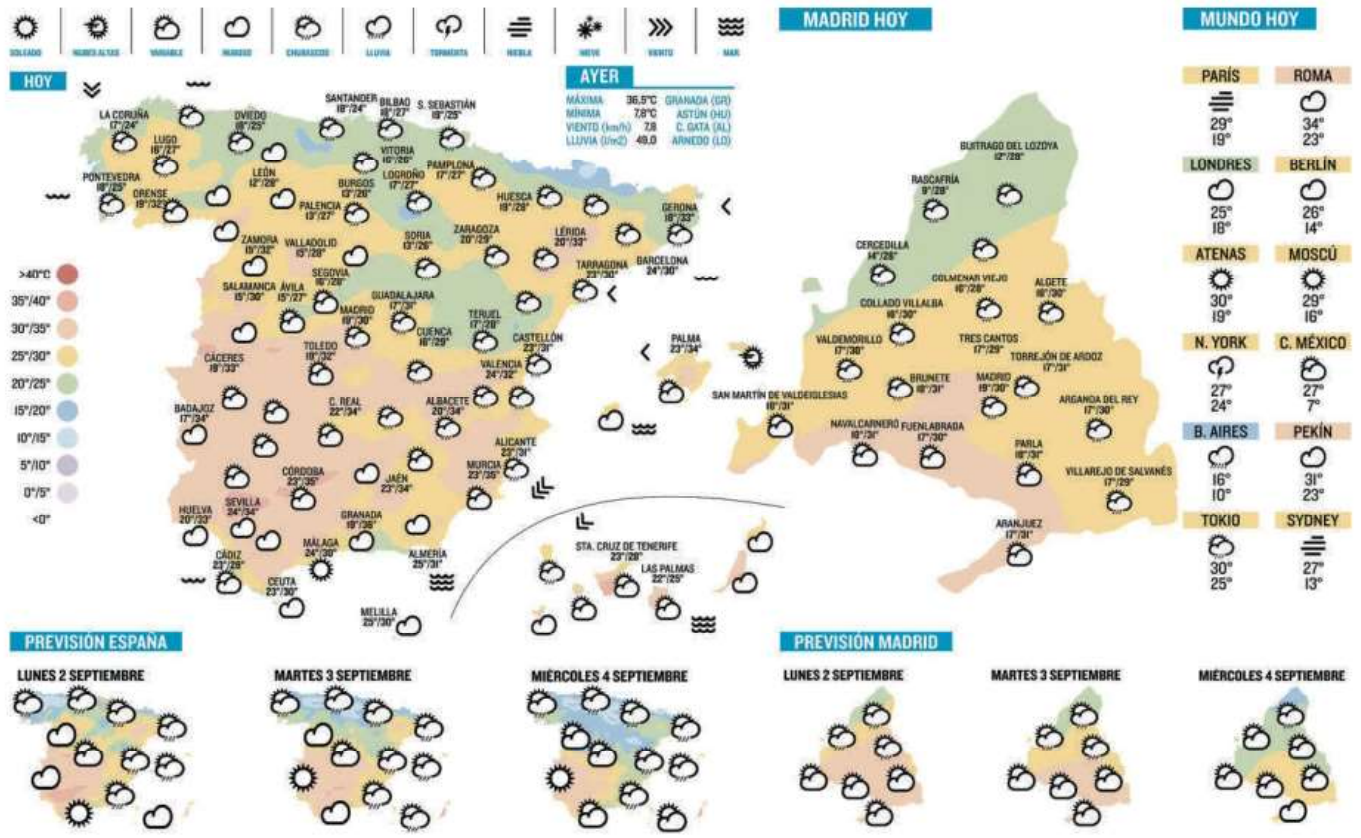 SOLEADO
NUBES ALTAS
VARIABLE
NUBOSO
CHUBASCOS
LLUVIA
TORMENTA
NIEBLA
NIEVE
VIENTO
MAR
HOY
AYER
MÁXIMA 36,5°C GRANADA (GR)
MÍNIMA 7,8°C ASTÚN (HU)
VIENTO (km/h) 7,8 C. GATA (AL)
LLUVIA (l/m2) 49.0 ARNEDO (LO)
LA CORUÑA
17°/24°
LUGO
16°/27°
OVIEDO
16°/25°
SANTANDER
18°/24°
BILBAO
18°/27°
S. SEBASTIÁN
19°/25°
VITORIA
16°/26°
PAMPLONA
17°/27°
PONTEVEDRA
18°/25°
ORENSE
19°/32°
LEÓN
12°/26°
BURGOS
13°/26°
LOGROÑO
17°/27°
PALENCIA
13°/27°
HUESCA
19°/28°
GERONA
18°/33°
ZAMORA
15°/32°
VALLADOLID
15°/28°
SORIA
13°/26°
ZARAGOZA
20°/29°
LÉRIDA
20°/33°
BARCELONA
24°/30°
TARRAGONA
23°/30°
SEGOVIA
16°/28°
SALAMANCA
15°/30°
ÁVILA
15°/27°
MADRID
19°/30°
GUADALAJARA
17°/31°
TERUEL
17°/28°
CUENCA
16°/29°
CASTELLÓN
23°/31°
PALMA
23°/34°
TOLEDO
19°/32°
CÁCERES
19°/33°
VALENCIA
24°/32°
C. REAL
22°/34°
ALBACETE
20°/34°
BADAJOZ
17°/34°
ALICANTE
23°/31°
CÓRDOBA
23°/35°
JAÉN
23°/34°
MURCIA
23°/35°
HUELVA
20°/33°
SEVILLA
24°/34°
GRANADA
19°/36°
MÁLAGA
24°/30°
ALMERÍA
25°/31°
CÁDIZ
23°/28°
CEUTA
23°/30°
MELILLA
25°/30°
STA. CRUZ DE TENERIFE
23°/28°
LAS PALMAS
22°/25°
>40°C
35°/40°
30°/35°
25°/30°
20°/25°
15°/20°
10°/15°
5°/10°
0°/5°
<0°
MADRID HOY
BUITRAGO DEL LOZOYA
12°/28°
RASCAFRÍA
9°/28°
CERCEDILLA
14°/26°
COLMENAR VIEJO
16°/28°
ALGETE
16°/30°
COLLADO VILLALBA
16°/30°
VALDEMORILLO
17°/30°
TRES CANTOS
17°/29°
TORREJÓN DE ARDOZ
17°/31°
BRUNETE
18°/31°
MADRID
19°/30°
SAN MARTÍN DE VALDEIGLESIAS
18°/31°
ARGANDA DEL REY
17°/30°
NAVALCARNERO
18°/31°
FUENLABRADA
17°/30°
PARLA
18°/31°
VILLAREJO DE SALVANÉS
17°/29°
ARANJUEZ
17°/31°
MUNDO HOY
PARÍS
29°
19°
ROMA
34°
23°
LONDRES
25°
18°
BERLÍN
26°
14°
ATENAS
30°
19°
MOSCÚ
29°
16°
N. YORK
27°
24°
C. MÉXICO
27°
7°
B. AIRES
16°
10°
PEKÍN
31°
23°
TOKIO
30°
25°
SYDNEY
27°
13°
PREVISIÓN ESPAÑA
LUNES 2 SEPTIEMBRE
MARTES 3 SEPTIEMBRE
MIÉRCOLES 4 SEPTIEMBRE
PREVISIÓN MADRID
LUNES 2 SEPTIEMBRE
MARTES 3 SEPTIEMBRE
MIÉRCOLES 4 SEPTIEMBRE